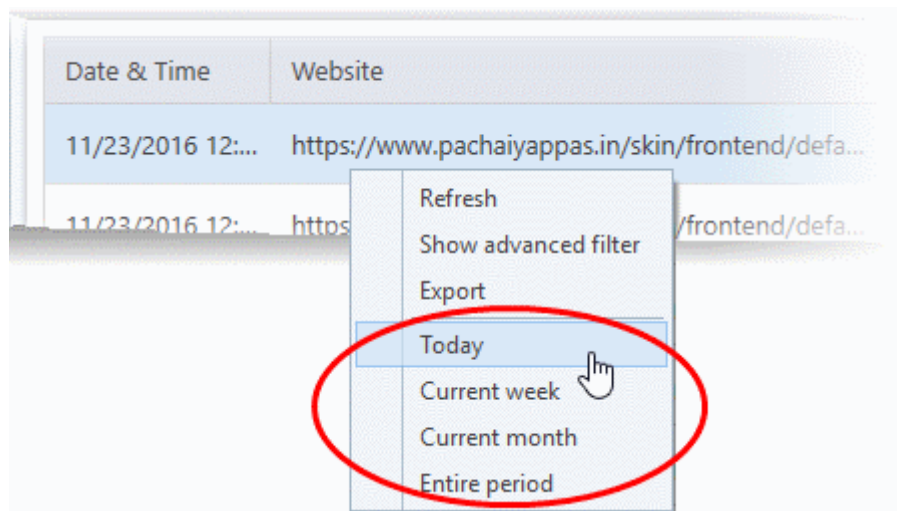 Date & Time Website
11/23/2016 12:... https://www.pachaiyappas.in/skin/frontend/defa...
Refresh
11/23/2016 12:... https /frontend/defa...
Show advanced filter
Export
Today
Current week
Current month
Entire period